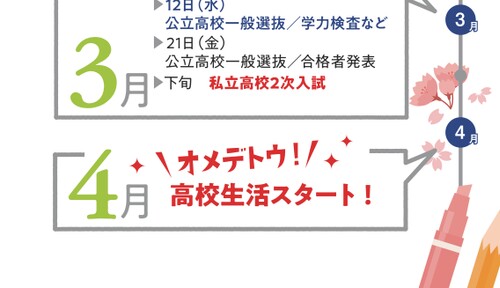 ▶12日（水）
公立高校一般選抜／学力検査など
▶21日（金）
公立高校一般選抜／合格者発表
▶下旬　私立高校2次入試
3月
3月
4月
オメデトウ！
高校生活スタート！
4月